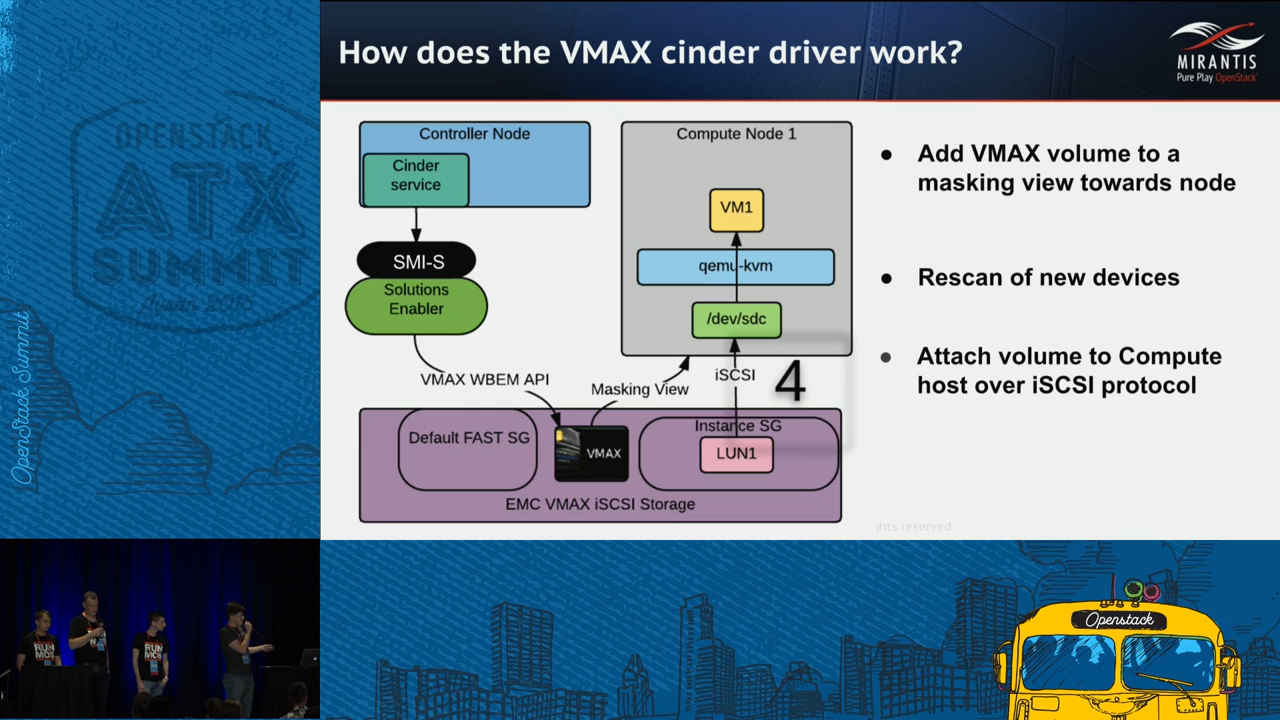 How does the VMAX cinder driver work?
MIRANTIS
Pure Play OpenStack
OPENSTACK
ATX
SUMMIT
Austin 2016
OpenStack Summit
Controller Node
Cinder
service
SMI-S
Solutions
Enabler
VMAX WBEM API
Compute Node 1
VM1
qemu-kvm
/dev/sdc
iSCSI
4
Masking View
Default FAST SG
VMAX
Instance SG
LUN1
EMC VMAX iSCSI Storage
● Add VMAX volume to a
masking view towards node
● Rescan of new devices
● Attach volume to Compute
host over iSCSI protocol
hts reserved
RUN
MOS
RUN
MOS
Openstack